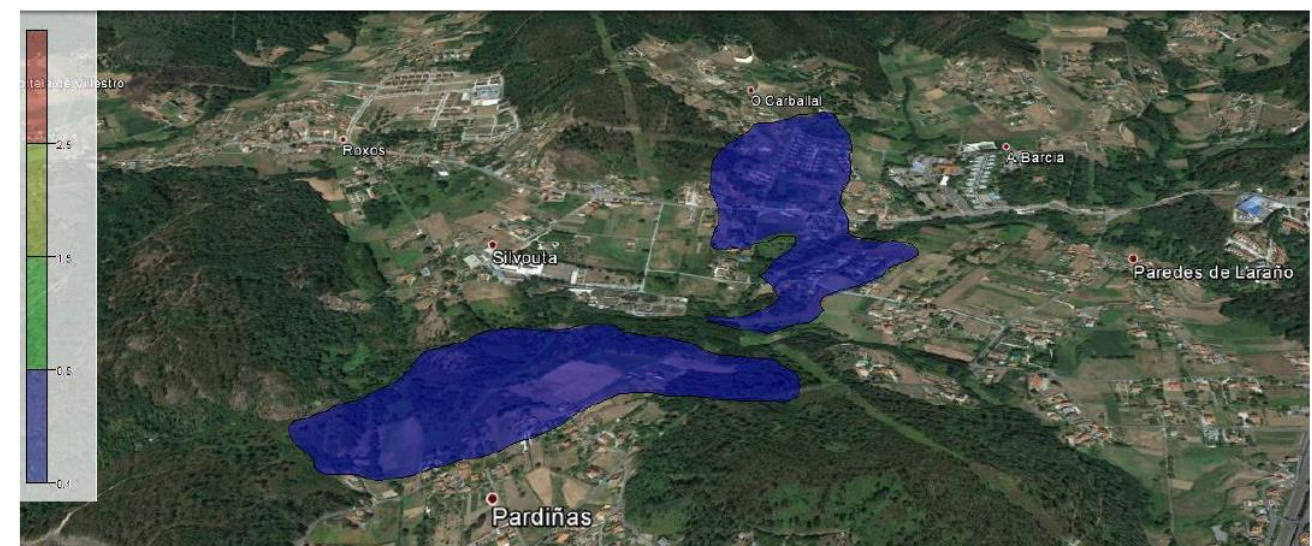 O Carballal
Roxos
A Barcia
2.5
1.5
Silvouta
Paredes de Laraño
0.5
0.1
Pardiñas